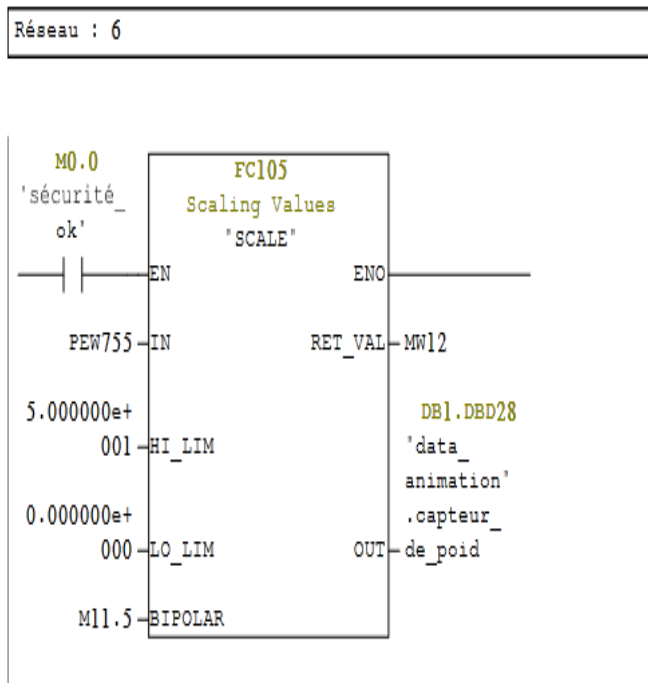 Réseau : 6
M0.0
'sécurité_
ok'
FC105
Scaling Values
"SCALE"
EN
ENO
PEW755
IN
RET_VAL
MW12
5.000000e+
001
HI_LIM
DB1.DBD28
'data_
animation'
.capteur_
de_poid
0.000000e+
000
LO_LIM
OUT
M11.5
BIPOLAR